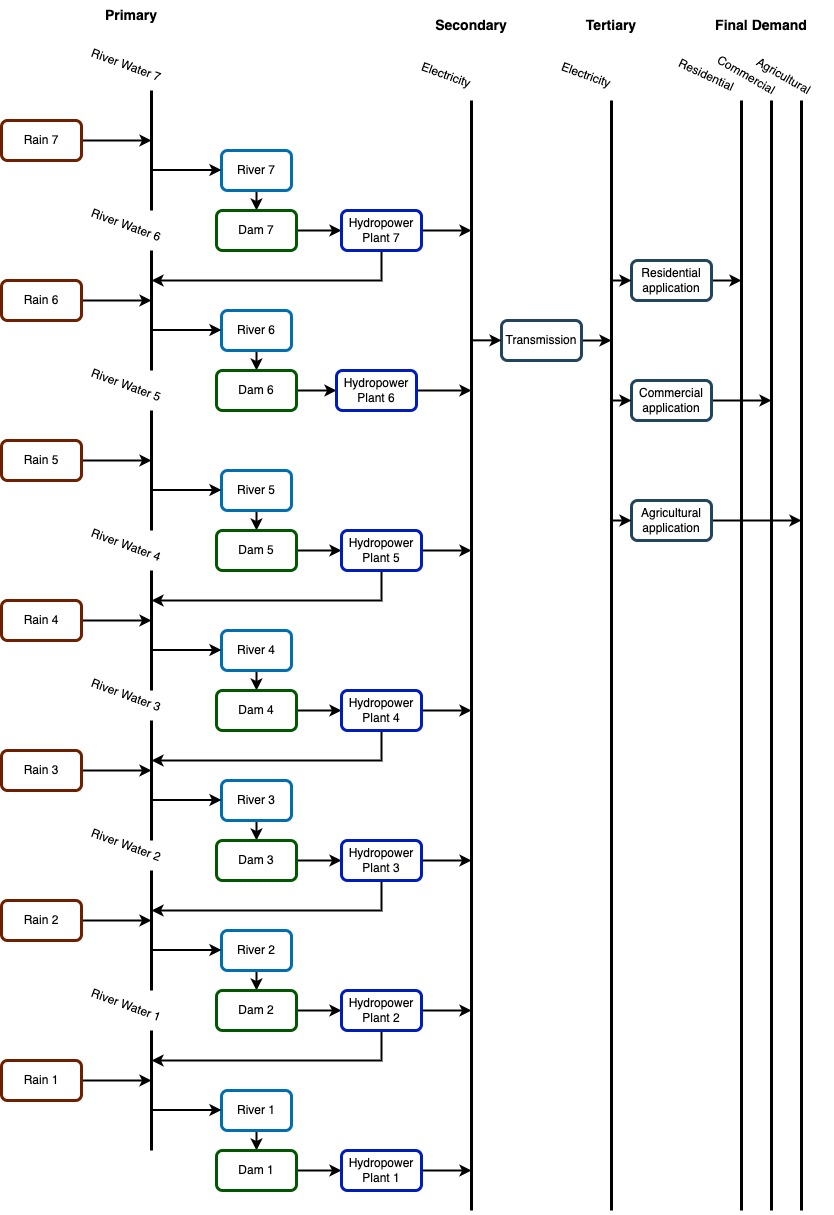 Primary
Secondary
Tertiary
Final Demand
River Water 7
Electricity
Electricity
Residential
Commercial
Agricultural
Rain 7
River 7
Dam 7
Hydropower
Plant 7
River Water 6
Rain 6
River 6
Dam 6
Hydropower
Plant 6
Residential
application
Transmission
Commercial
application
River Water 5
Rain 5
River 5
Dam 5
Hydropower
Plant 5
Agricultural
application
River Water 4
Rain 4
River 4
Dam 4
Hydropower
Plant 4
River Water 3
Rain 3
River 3
Dam 3
Hydropower
Plant 3
River Water 2
Rain 2
River 2
Dam 2
Hydropower
Plant 2
River Water 1
Rain 1
River 1
Dam 1
Hydropower
Plant 1